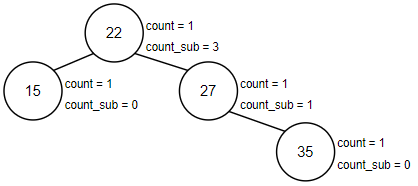 22
count = 1
count_sub = 3
15
count = 1
count_sub = 0
27
count = 1
count_sub = 1
35
count = 1
count_sub = 0